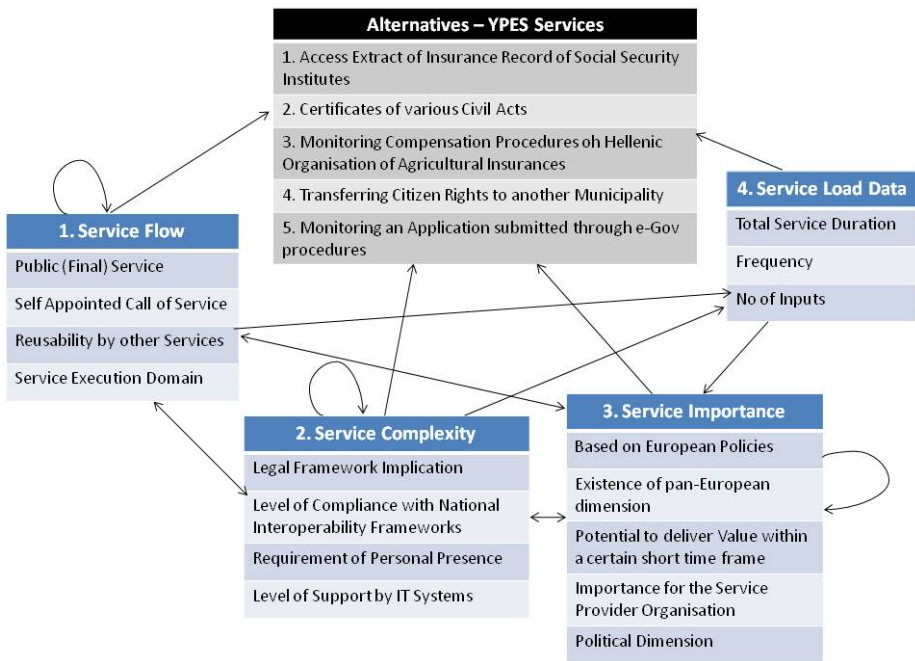 Alternatives – YPES Services
1. Access Extract of Insurance Record of Social Security
Institutes
2. Certificates of various Civil Acts
3. Monitoring Compensation Procedures oh Hellenic
Organisation of Agricultural Insurances
4. Transferring Citizen Rights to another Municipality
5. Monitoring an Application submitted through e-Gov
procedures
1. Service Flow
Public (Final) Service
Self Appointed Call of Service
Reusability by other Services
Service Execution Domain
4. Service Load Data
Total Service Duration
Frequency
No of Inputs
2. Service Complexity
Legal Framework Implication
Level of Compliance with National
Interoperability Frameworks
Requirement of Personal Presence
Level of Support by IT Systems
3. Service Importance
Based on European Policies
Existence of pan-European
dimension
Potential to deliver Value within
a certain short time frame
Importance for the Service
Provider Organisation
Political Dimension